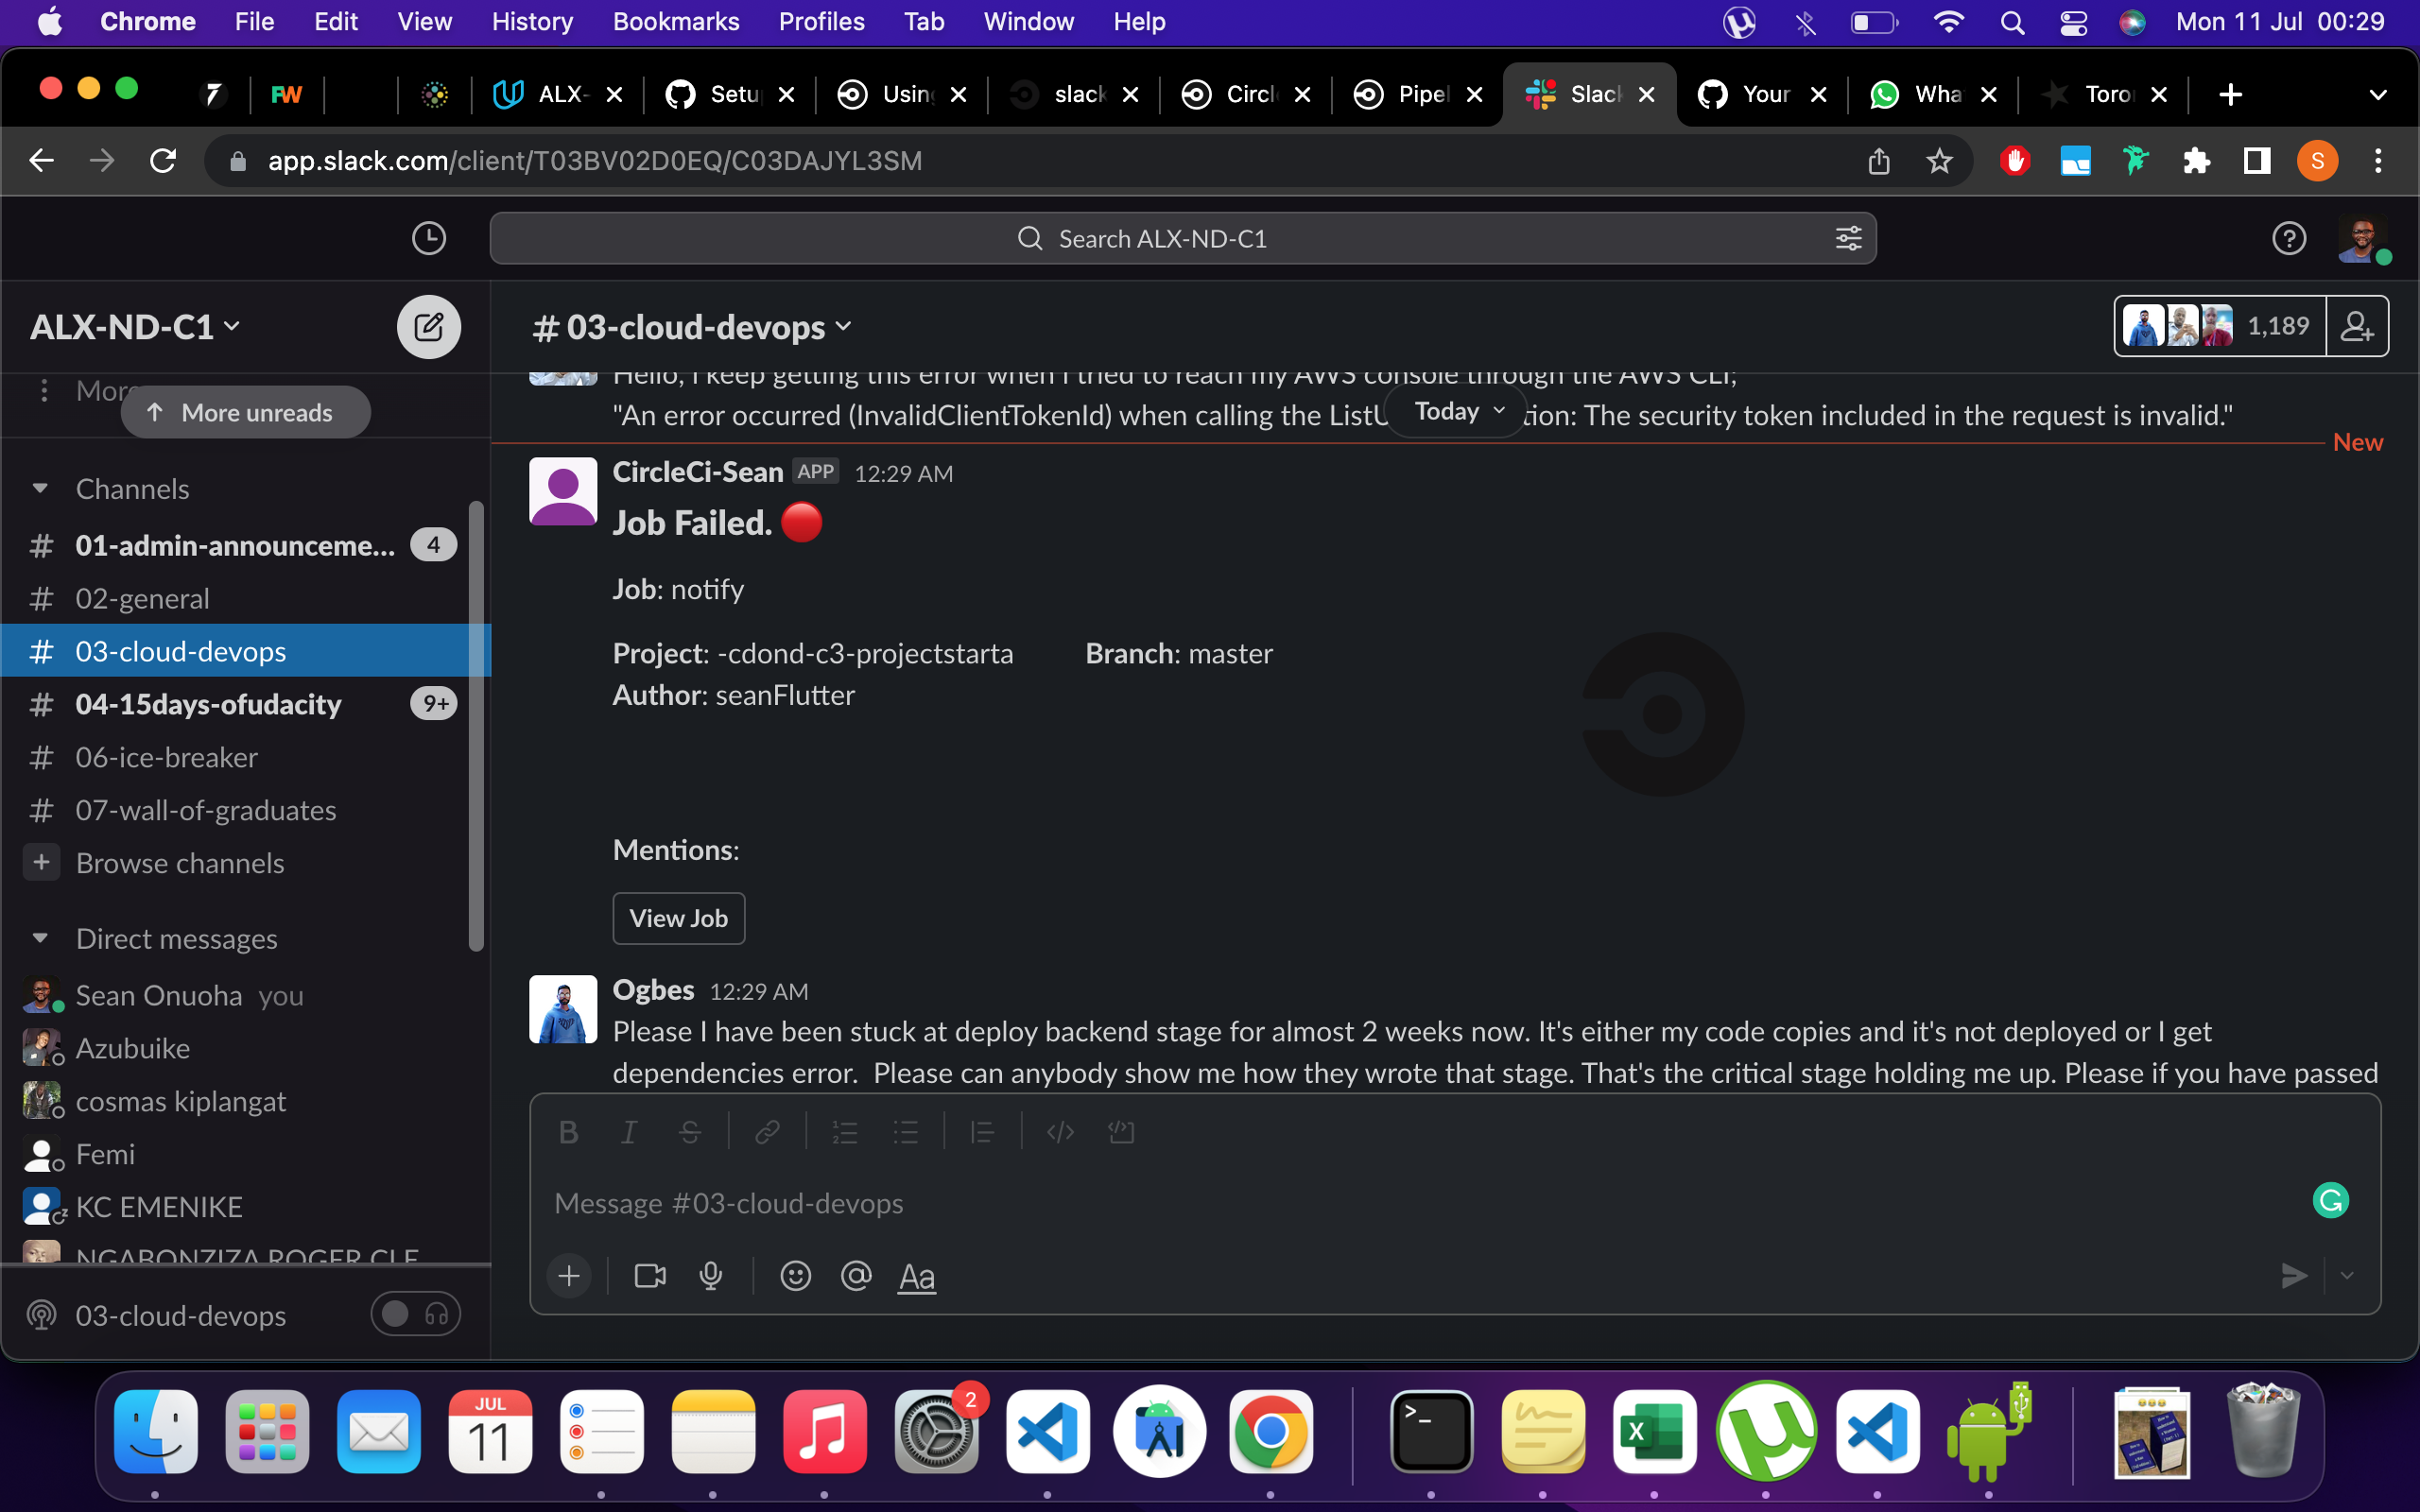 Chrome File Edit View History Bookmarks Profiles Tab Window Help Mon 11 Jul 00:29
FW ALX- Setu Usin slack Circl Pipel Slack Your Wha Toro
app.slack.com/client/T03BV02D0EQ/C03DAJYL3SM S
Search ALX-ND-C1
ALX-ND-C1
# 03-cloud-devops
1,189
More
More unreads
Channels
# 01-admin-announceme... 4
# 02-general
# 03-cloud-devops
# 04-15days-ofudacity 9+
# 06-ice-breaker
# 07-wall-of-graduates
+ Browse channels
Direct messages
Sean Onuoha you
Azubuike
cosmas kiplangat
Femi
KC EMENIKE
NGABONZIZA ROGER CLE
03-cloud-devops
Hello, I keep getting this error when I tried to reach my AWS console through the AWS CLI;
"An error occurred (InvalidClientTokenId) when calling the ListU Today tion: The security token included in the request is invalid."
New
CircleCi-Sean APP 12:29 AM
Job Failed.
Job: notify
Project: -cdond-c3-projectstarta Branch: master
Author: seanFlutter
Mentions:
View Job
Ogbes 12:29 AM
Please I have been stuck at deploy backend stage for almost 2 weeks now. It's either my code copies and it's not deployed or I get
dependencies error. Please can anybody show me how they wrote that stage. That's the critical stage holding me up. Please if you have passed
Message #03-cloud-devops
Aa
JUL
11
2